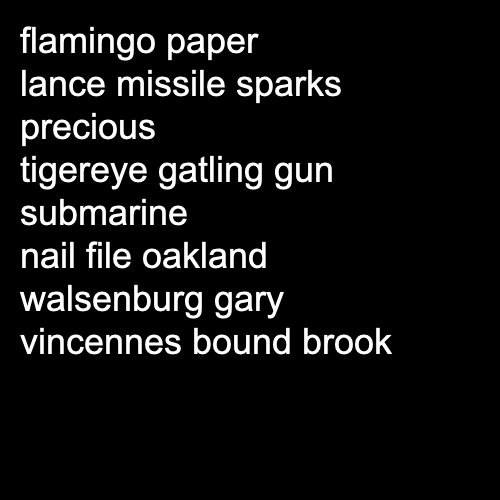 flamingo paper
lance missile sparks
precious
tigereye gatling gun
submarine
nail file oakland
walsenburg gary
vincennes bound brook